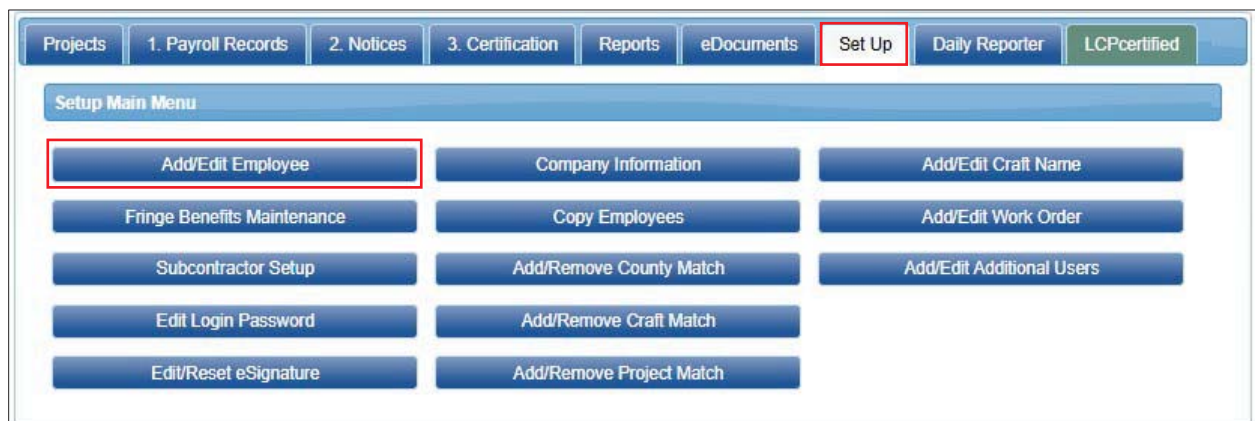 Projects 1. Payroll Records 2. Notices 3. Certification Reports eDocuments Set Up Daily Reporter LCPcertified
Setup Main Menu
Add/Edit Employee Company Information Add/Edit Craft Name
Fringe Benefits Maintenance Copy Employees Add/Edit Work Order
Subcontractor Setup Add/Remove County Match Add/Edit Additional Users
Edit Login Password Add/Remove Craft Match
Edit/Reset eSignature Add/Remove Project Match